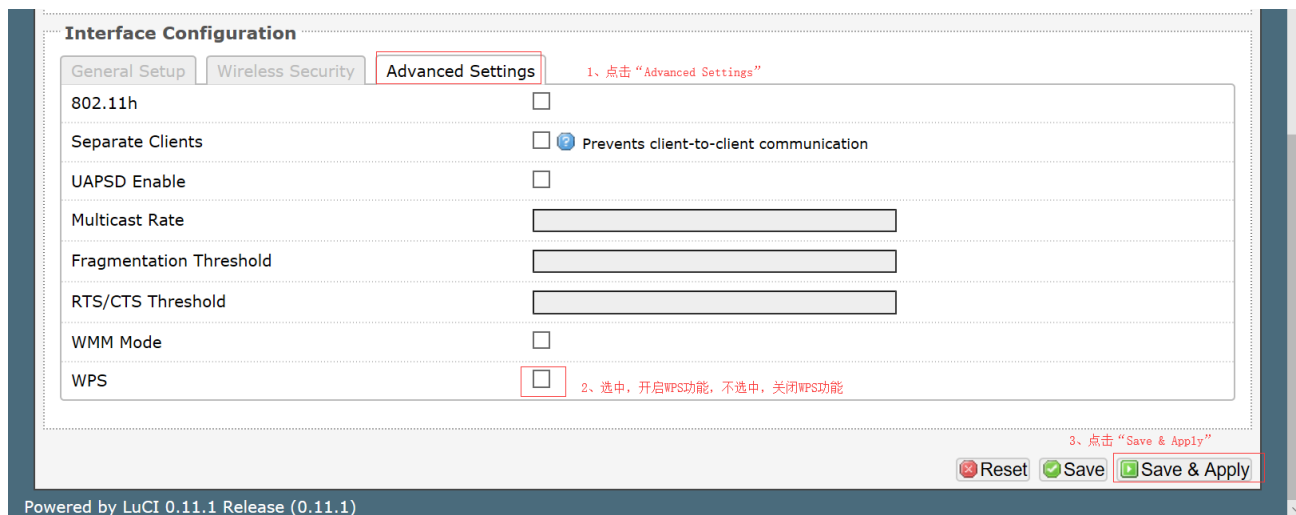 Interface Configuration
General Setup Wireless Security Advanced Settings 1、点击“Advanced Settings”
802.11h
Separate Clients Prevents client-to-client communication
UAPSD Enable
Multicast Rate
Fragmentation Threshold
RTS/CTS Threshold
WMM Mode
WPS 2、选中，开启WPS功能，不选中，关闭WPS功能
3、点击“Save & Apply”
Reset Save Save & Apply
Powered by LuCI 0.11.1 Release (0.11.1)